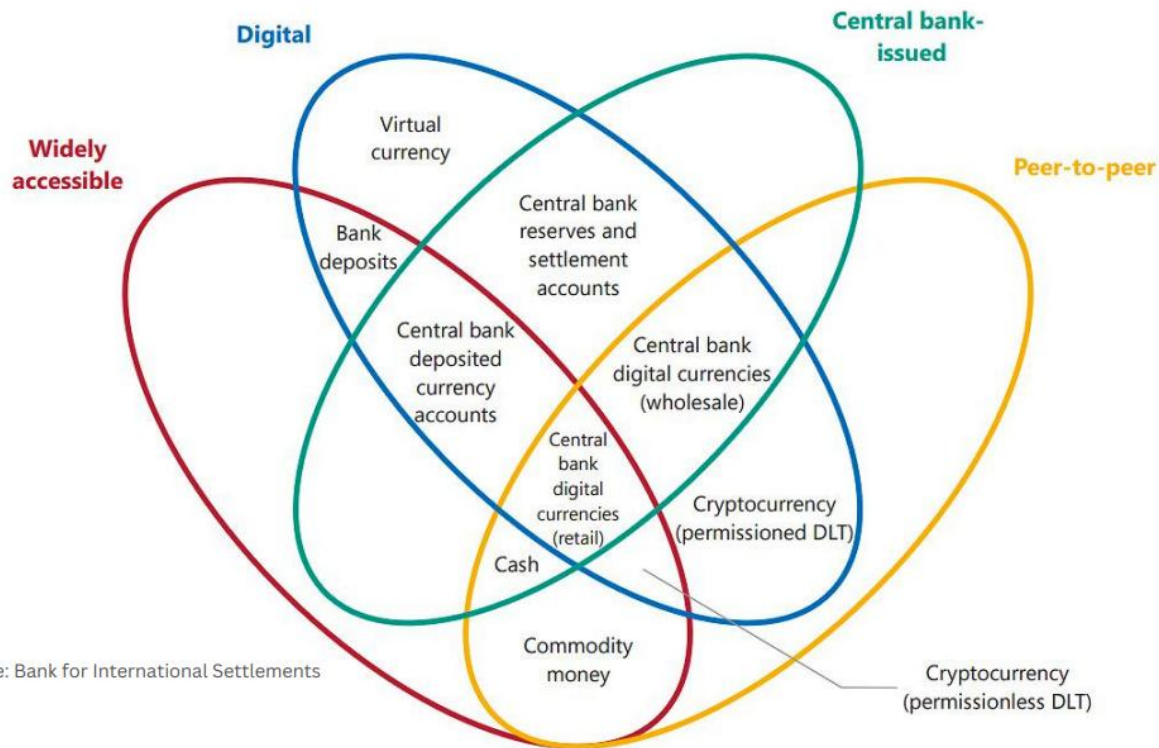 Digital
Central bank-
issued
Widely
accessible
Peer-to-peer
Virtual
currency
Bank
deposits
Central bank
reserves and
settlement
accounts
Central bank
deposited
currency
accounts
Central bank
digital currencies
(wholesale)
Central
bank
digital
currencies
(retail)
Cryptocurrency
(permissioned DLT)
Cash
Commodity
money
e: Bank for International Settlements
Cryptocurrency
(permissionless DLT)